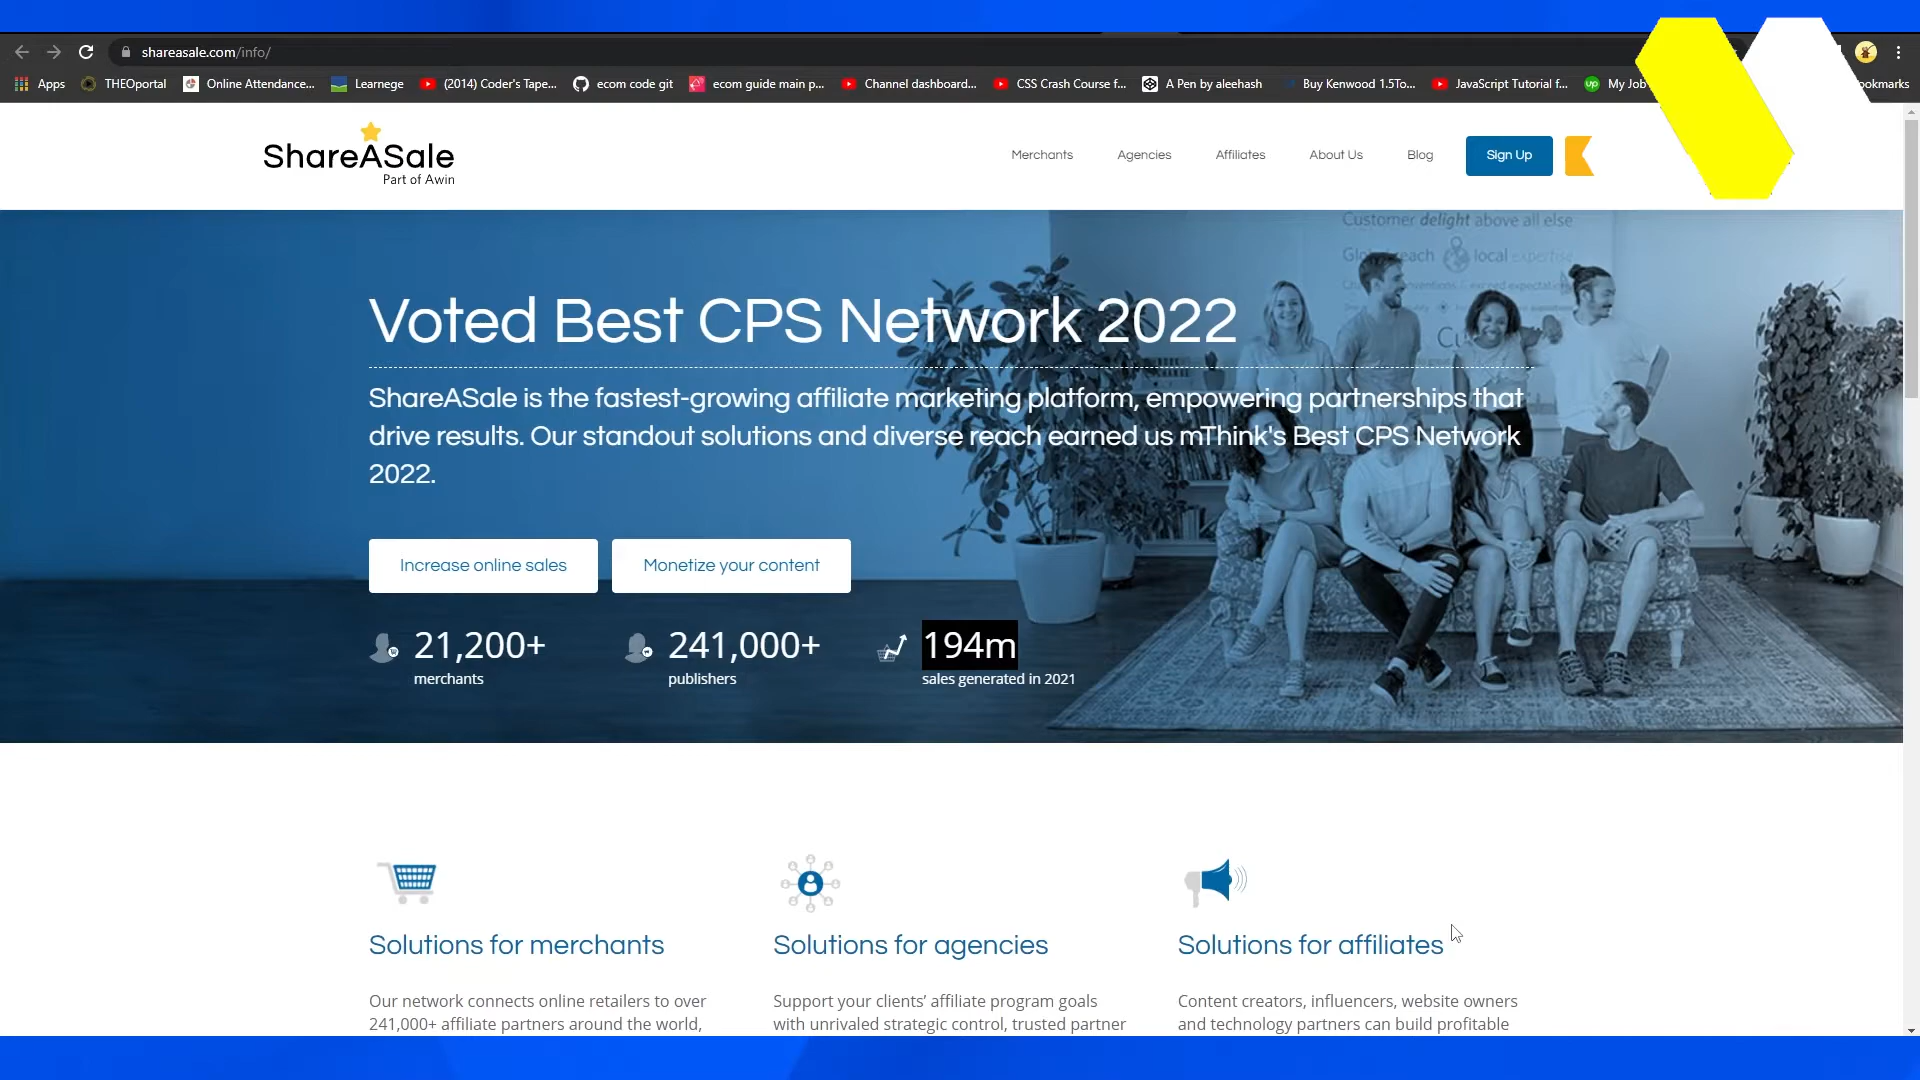 shareasale.com/info/
Apps THEOportal Online Attendance... Learnege (2014) Coder's Tape... ecom code git ecom guide main p... Channel dashboard... CSS Crash Course f... A Pen by aleehash Buy Kenwood 1.5To... JavaScript Tutorial f... My Job ookmarks
ShareASale
Part of Awin
Merchants Agencies Affiliates About Us Blog Sign Up
Customer delight above all else
reach local expertise
Voted Best CPS Network 2022
ShareASale is the fastest-growing affiliate marketing platform, empowering partnerships that
drive results. Our standout solutions and diverse reach earned us mThink's Best CPS Network
2022.
Increase online sales Monetize your content
21,200+ 241,000+ 194m
merchants publishers sales generated in 2021
Solutions for merchants Solutions for agencies Solutions for affiliates
Our network connects online retailers to over Support your clients’ affiliate program goals Content creators, influencers, website owners
241,000+ affiliate partners around the world, with unrivaled strategic control, trusted partner and technology partners can build profitable